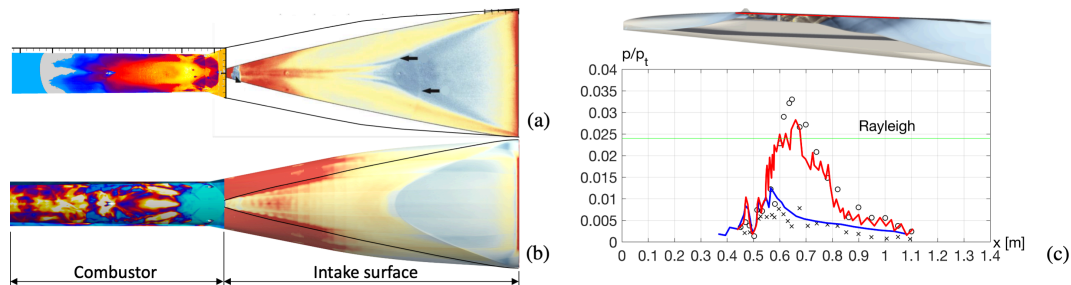 (a)
(b)
Combustor
Intake surface
p/pt
0.04
0.035
0.03
0.025
0.02
0.015
0.01
0.005
0
Rayleigh
0 0.1 0.2 0.3 0.4 0.5 0.6 0.7 0.8 0.9 1 1.1 1.2 1.3 1.4
x [m]
(c)